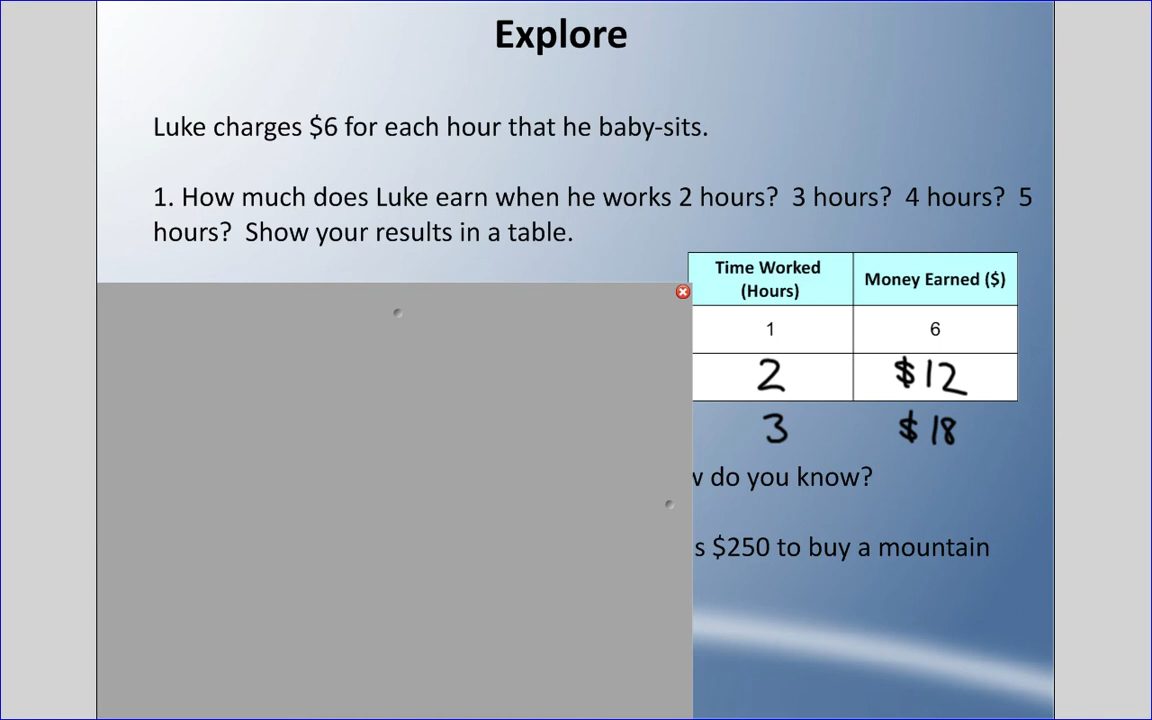 Explore
Luke charges $6 for each hour that he baby-sits.
1. How much does Luke earn when he works 2 hours?  3 hours?  4 hours?  5
hours?  Show your results in a table.
Time Worked
(Hours)
Money Earned ($)
1 6
2 $12
3 $18
do you know?
$250 to buy a mountain